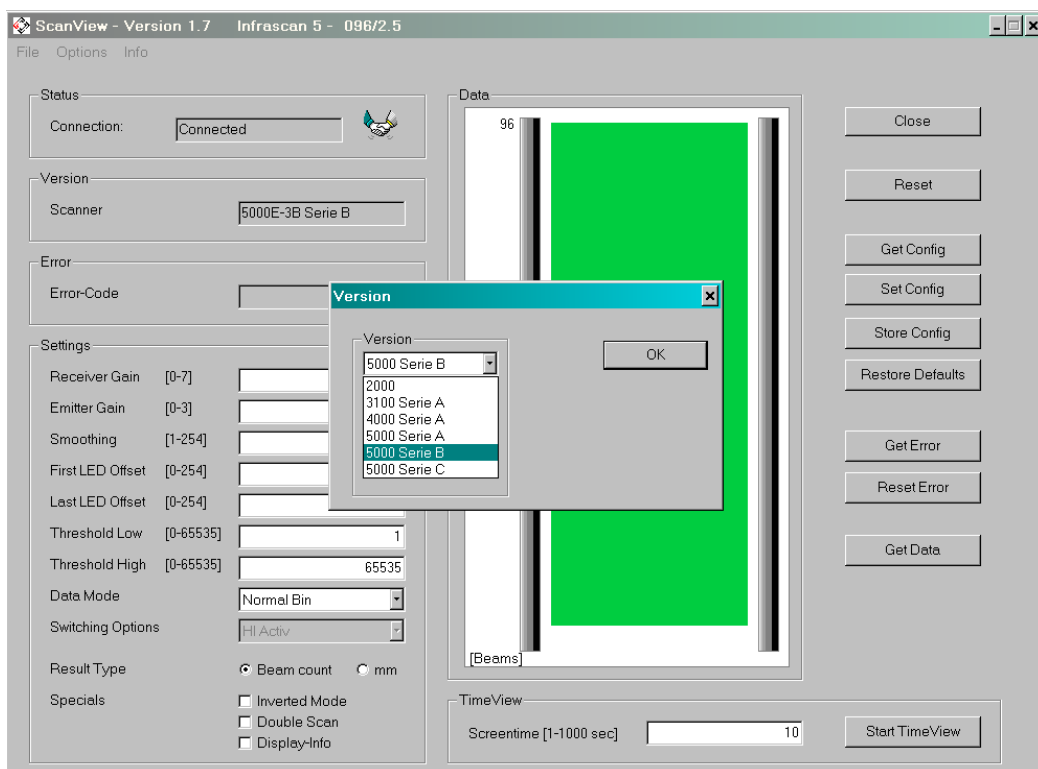 ScanView - Version 1.7 Infrascan 5 - 096/2.5
File Options Info
Status
Connection: Connected
Version
Scanner 5000E-3B Serie B
Error
Error-Code
Settings
Receiver Gain [0-7]
Emitter Gain [0-3]
Smoothing [1-254]
First LED Offset [0-254]
Last LED Offset [0-254]
Threshold Low [0-65535] 1
Threshold High [0-65535] 65535
Data Mode Normal Bin
Switching Options HI Activ
Result Type Beam count mm
Specials Inverted Mode
Double Scan
Display-Info
Version
Version
5000 Serie B
2000
3100 Serie A
4000 Serie A
5000 Serie A
5000 Serie B
5000 Serie C
OK
Data
96
[Beams]
TimeView
Screentime [1-1000 sec] 10 Start TimeView
Close
Reset
Get Config
Set Config
Store Config
Restore Defaults
Get Error
Reset Error
Get Data